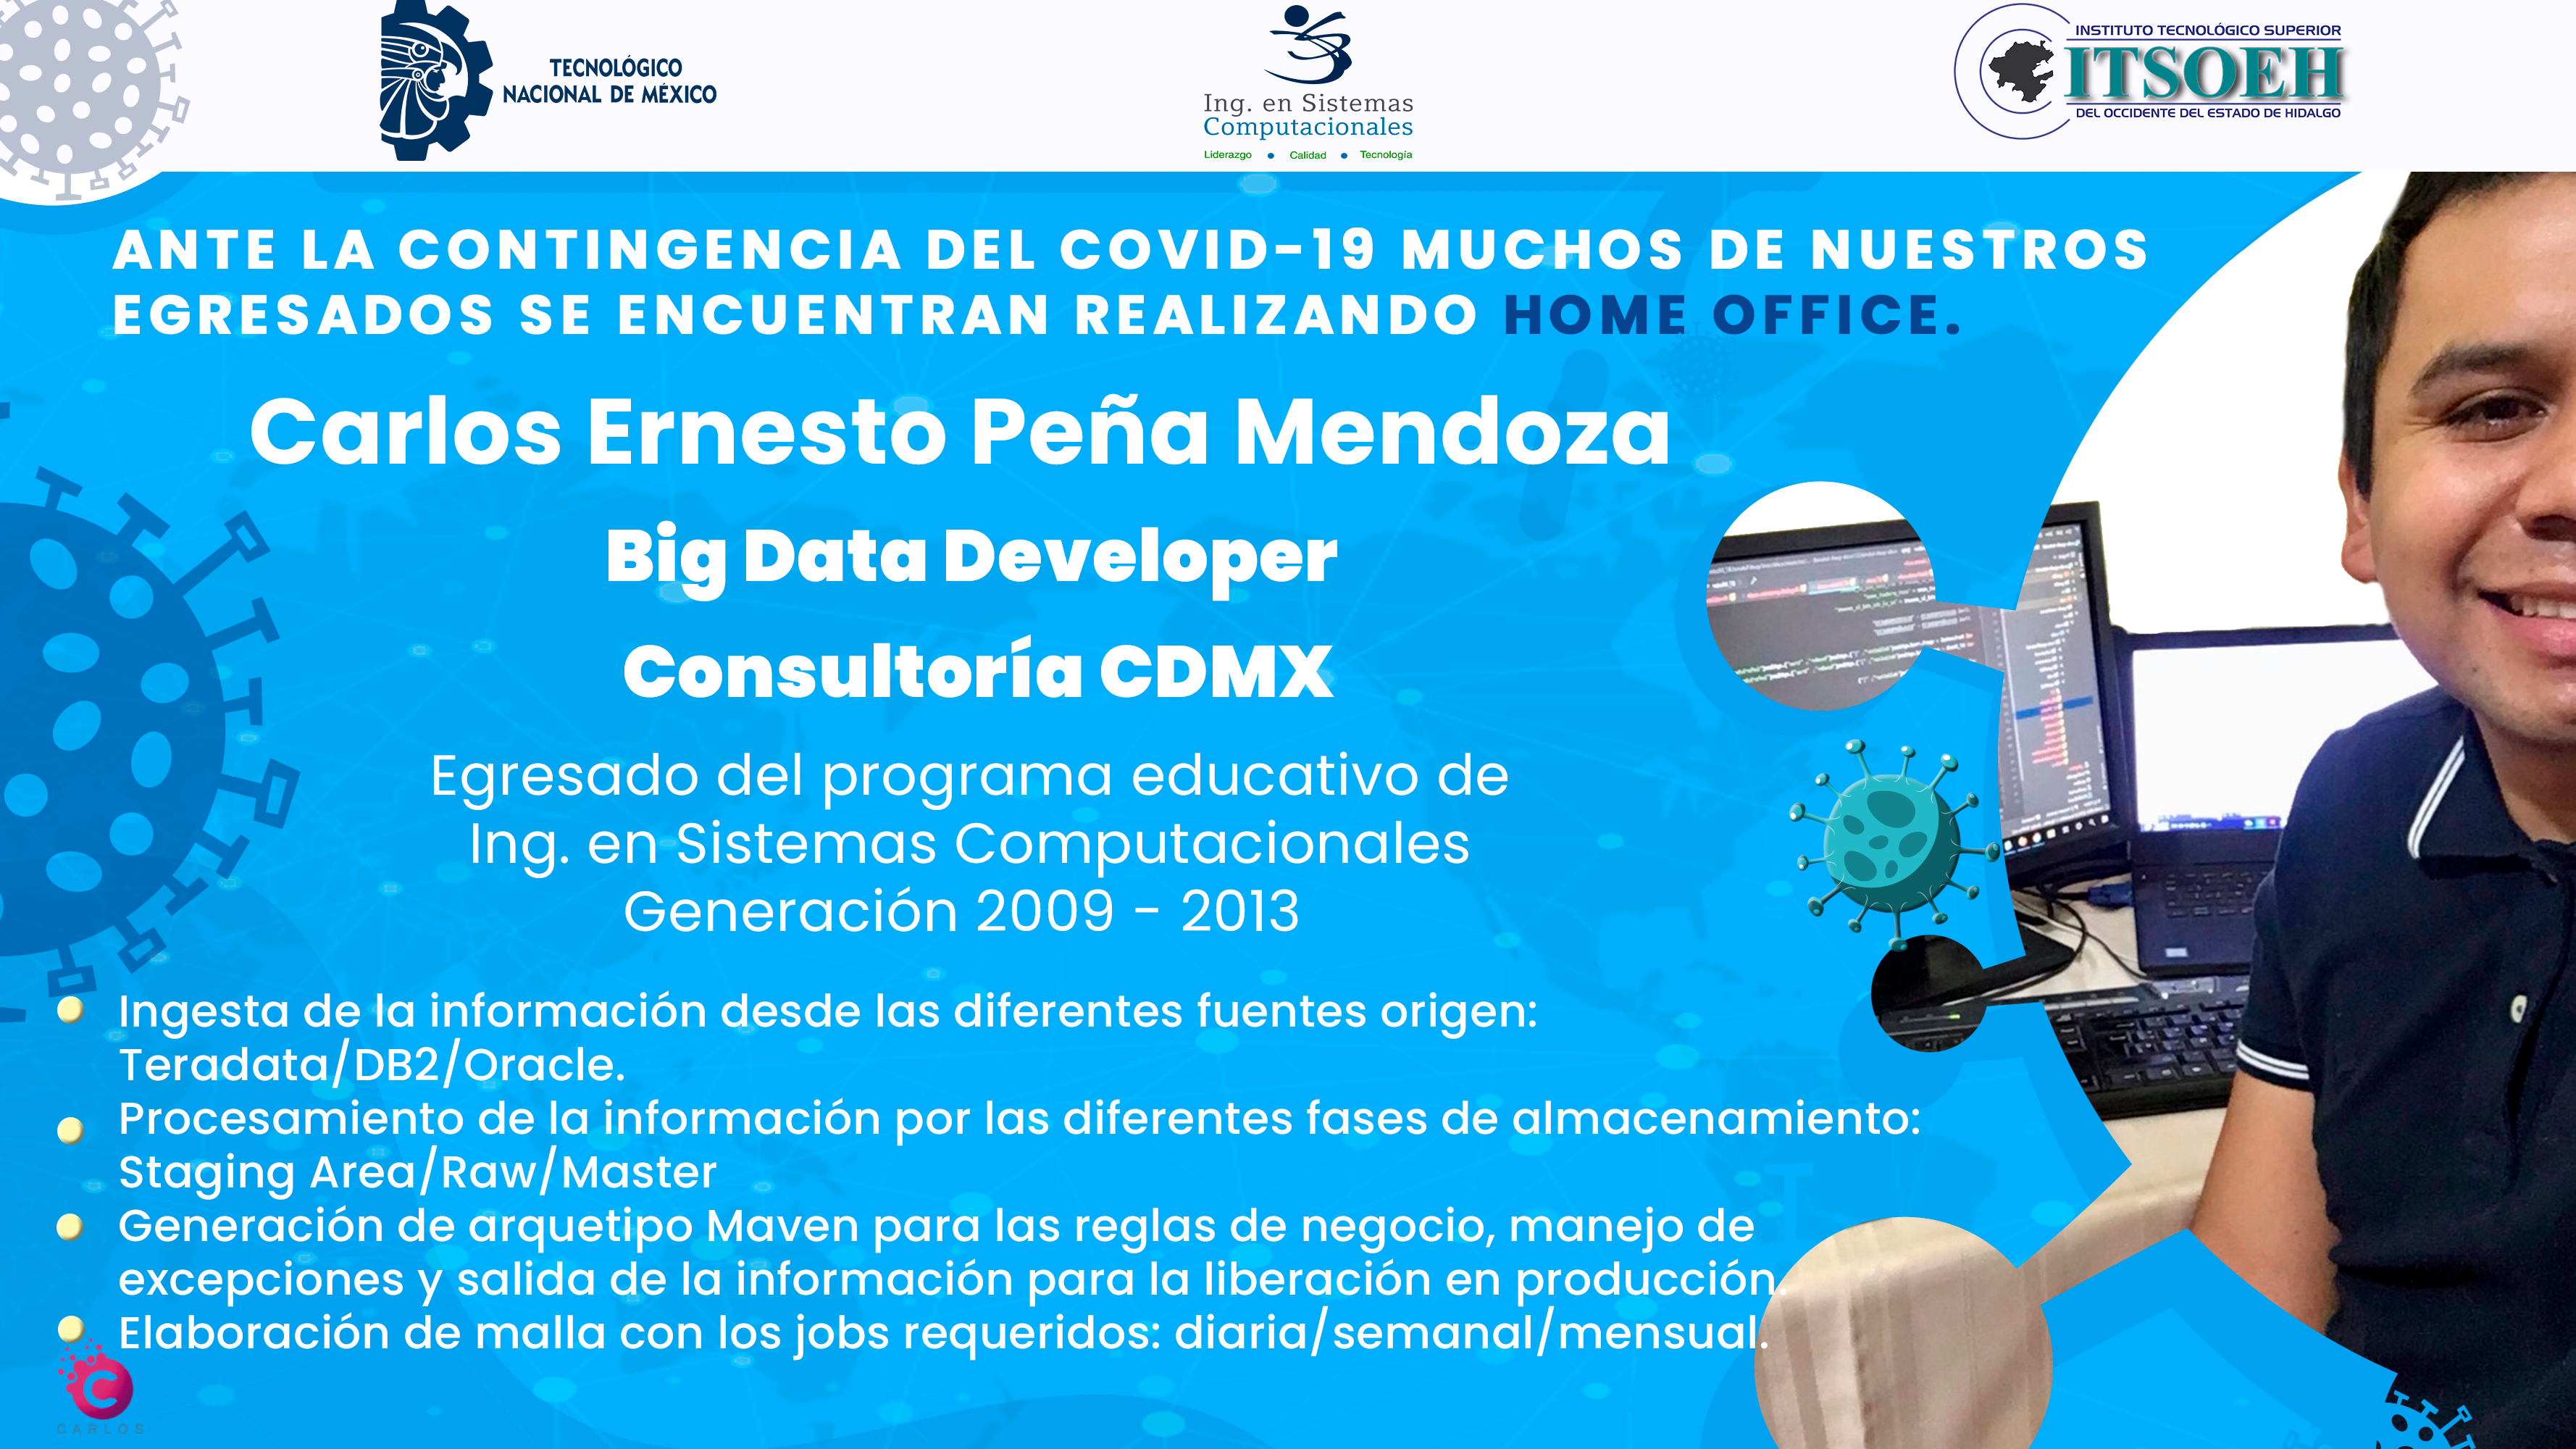 TECNOLÓGICO
NACIONAL DE MÉXICO
Ing. en Sistemas
Computacionales
Liderazgo • Calidad • Tecnología
INSTITUTO TECNOLÓGICO SUPERIOR
ITSOEH
DEL OCCIDENTE DEL ESTADO DE HIDALGO
ANTE LA CONTINGENCIA DEL COVID-19 MUCHOS DE NUESTROS
EGRESADOS SE ENCUENTRAN REALIZANDO HOME OFFICE.
Carlos Ernesto Peña Mendoza
Big Data Developer
Consultoría CDMX
Egresado del programa educativo de
Ing. en Sistemas Computacionales
Generación 2009 - 2013
Ingesta de la información desde las diferentes fuentes origen:
Teradata/DB2/Oracle.
Procesamiento de la información por las diferentes fases de almacenamiento:
Staging Area/Raw/Master
Generación de arquetipo Maven para las reglas de negocio, manejo de
excepciones y salida de la información para la liberación en producción.
Elaboración de malla con los jobs requeridos: diaria/semanal/mensual.
C
CARLOS